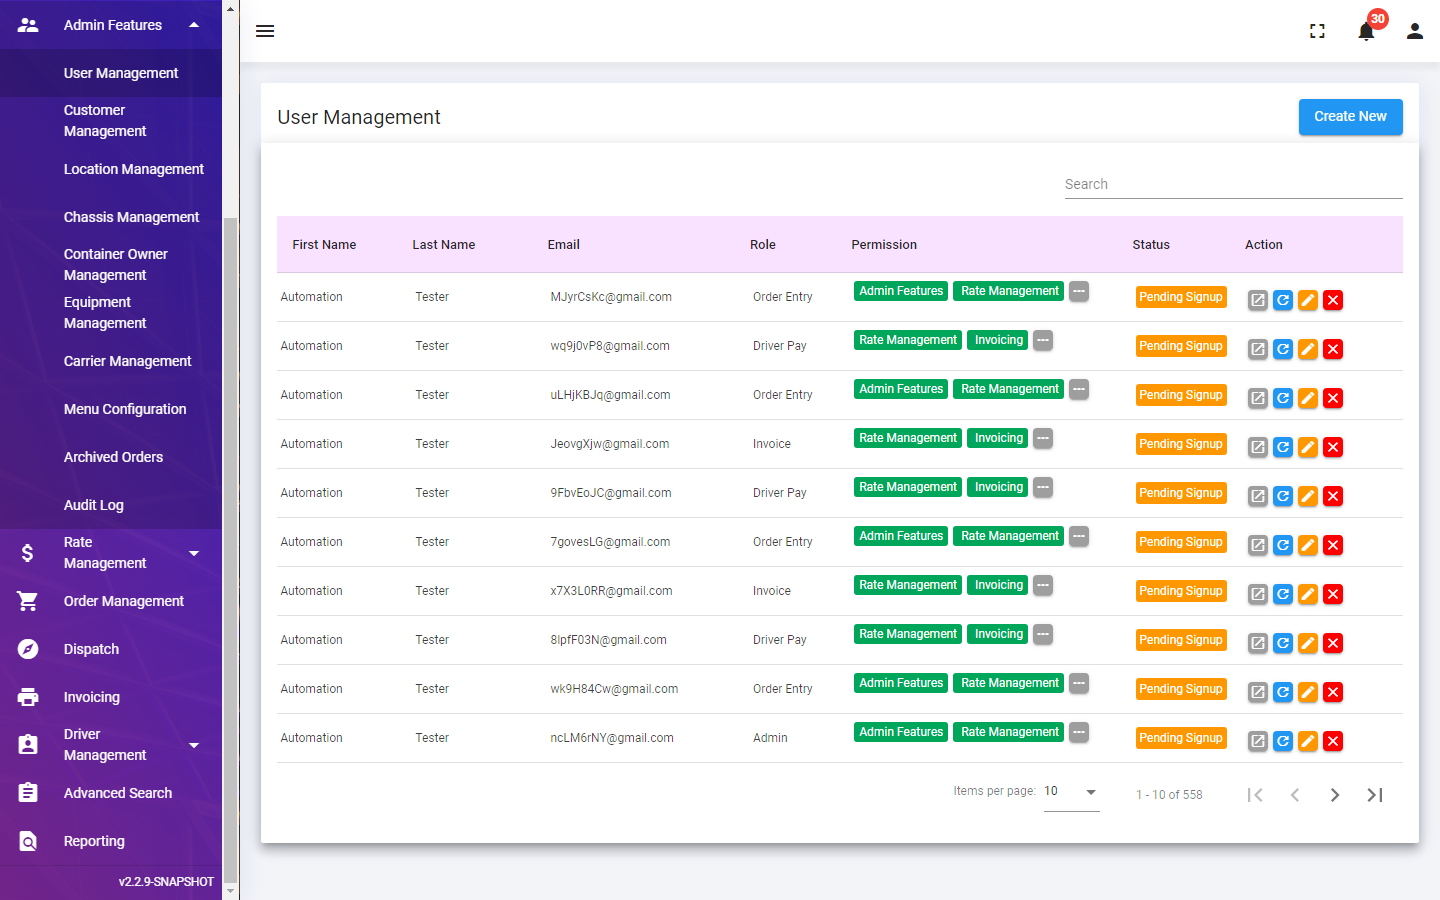 Admin Features
User Management
Customer
Management
Location Management
Chassis Management
Container Owner
Management
Equipment
Management
Carrier Management
Menu Configuration
Archived Orders
Audit Log
Rate
Management
Order Management
Dispatch
Invoicing
Driver
Management
Advanced Search
Reporting
v2.2.9-SNAPSHOT
30
User Management
Create New
Search
First Name Last Name Email Role Permission Status Action
Automation Tester MJyrCsKc@gmail.com Order Entry Admin Features Rate Management --- Pending Signup
Automation Tester wq9j0vP8@gmail.com Driver Pay Rate Management Invoicing --- Pending Signup
Automation Tester uLHjKBJq@gmail.com Order Entry Admin Features Rate Management --- Pending Signup
Automation Tester JeovgXjw@gmail.com Invoice Rate Management Invoicing --- Pending Signup
Automation Tester 9FbvEoJC@gmail.com Driver Pay Rate Management Invoicing --- Pending Signup
Automation Tester 7govesLG@gmail.com Order Entry Admin Features Rate Management --- Pending Signup
Automation Tester x7X3L0RR@gmail.com Invoice Rate Management Invoicing --- Pending Signup
Automation Tester 8lpfF03N@gmail.com Driver Pay Rate Management Invoicing --- Pending Signup
Automation Tester wk9H84Cw@gmail.com Order Entry Admin Features Rate Management --- Pending Signup
Automation Tester ncLM6rNY@gmail.com Admin Admin Features Rate Management --- Pending Signup
Items per page: 10 1 - 10 of 558